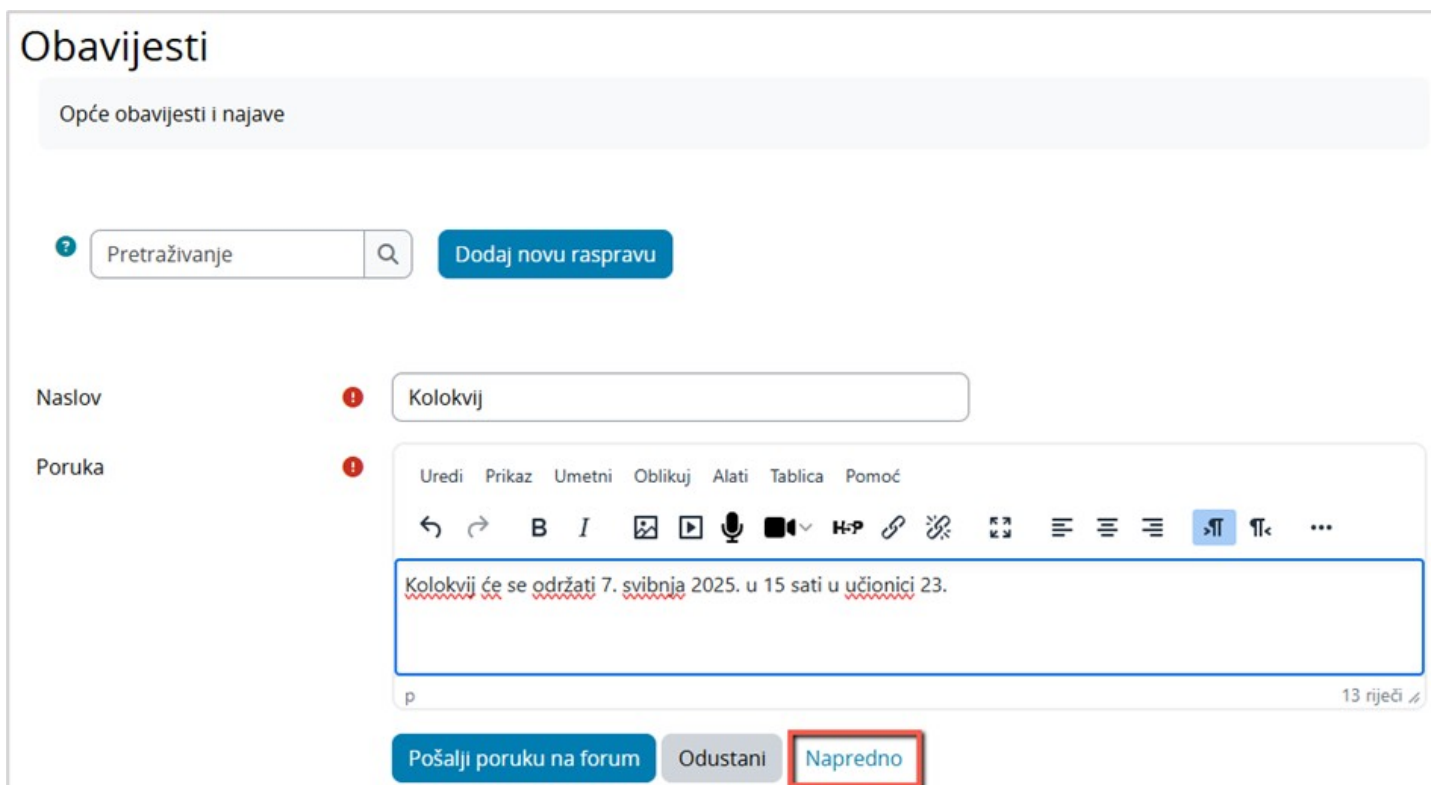 Obavijesti
Opće obavijesti i najave
?
Pretraživanje
Dodaj novu raspravu
Naslov
!
Kolokvij
Poruka
!
Uredi Prikaz Umetni Oblikuj Alati Tablica Pomoć
B I H-P ¶ ¶
Kolokvij će se održati 7. svibnja 2025. u 15 sati u učionici 23.
p
13 riječi
Pošalji poruku na forum Odustani Napredno